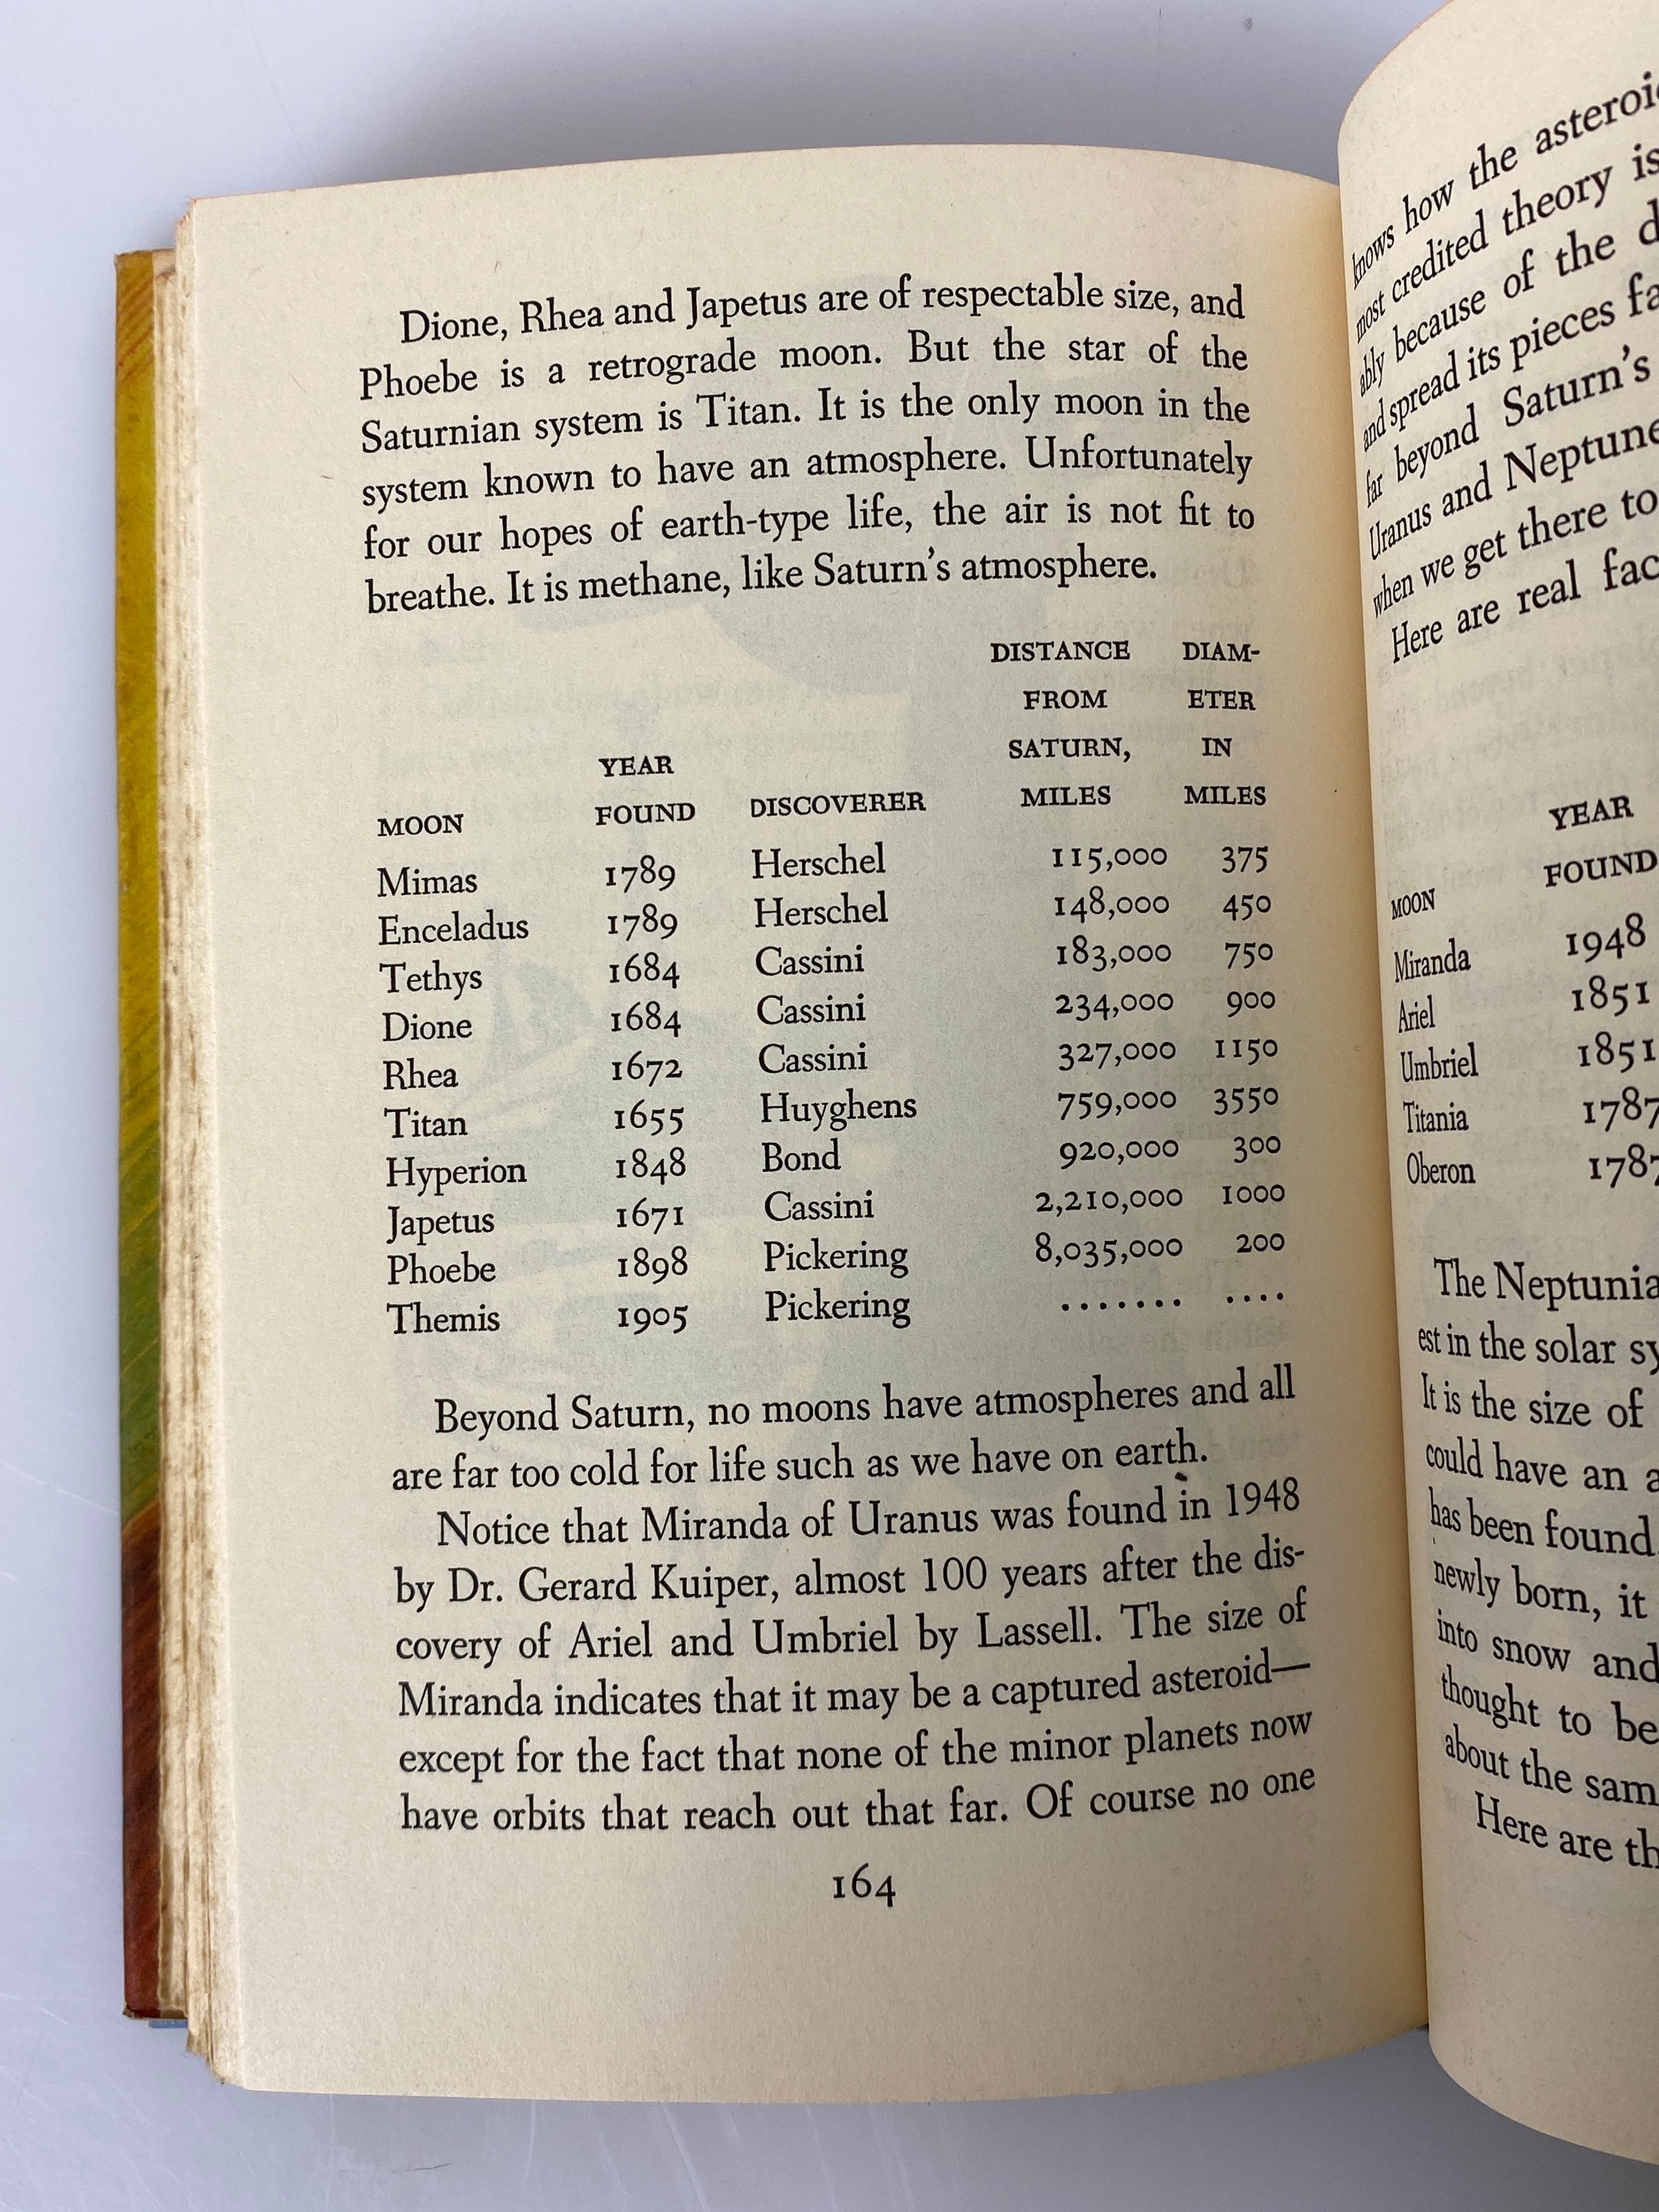 Dione, Rhea and Japetus are of respectable size, and
Phoebe is a retrograde moon. But the star of the
Saturnian system is Titan. It is the only moon in the
system known to have an atmosphere. Unfortunately
for our hopes of earth-type life, the air is not fit to
breathe. It is methane, like Saturn's atmosphere.
DISTANCE DIAM-
FROM ETER
YEAR SATURN, IN
MOON FOUND DISCOVERER MILES MILES
Mimas 1789 Herschel 115,000 375
Enceladus 1789 Herschel 148,000 450
Tethys 1684 Cassini 183,000 750
Dione 1684 Cassini 234,000 900
Rhea 1672 Cassini 327,000 1150
Titan 1655 Huyghens 759,000 3550
Hyperion 1848 Bond 920,000 300
Japetus 1671 Cassini 2,210,000 1000
Phoebe 1898 Pickering 8,035,000 200
Themis 1905 Pickering ....... ....
Beyond Saturn, no moons have atmospheres and all
are far too cold for life such as we have on earth.
Notice that Miranda of Uranus was found in 1948
by Dr. Gerard Kuiper, almost 100 years after the dis-
covery of Ariel and Umbriel by Lassell. The size of
Miranda indicates that it may be a captured asteroid—
except for the fact that none of the minor planets now
have orbits that reach out that far. Of course no one
164
knows how the
most credited theory is
ably because of the
and spread its pieces
far beyond Saturn's
Uranus and Neptune
when we get there to
Here are real
YEAR
MOON FOUND
Miranda 1948
Ariel 1851
Umbriel 1851
Titania 1787
Oberon 1787
The
est in the solar
It is the size of
could have an
has been found.
newly born, it
into snow and
thought to be
about the
Here are